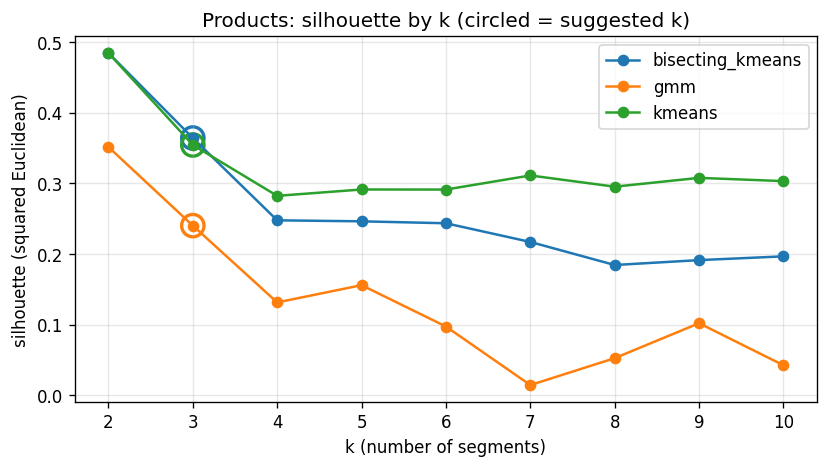 Products: silhouette by k (circled = suggested k)
bisecting_kmeans
gmm
kmeans
silhouette (squared Euclidean)
0.5
0.4
0.3
0.2
0.1
0.0
2 3 4 5 6 7 8 9 10
k (number of segments)